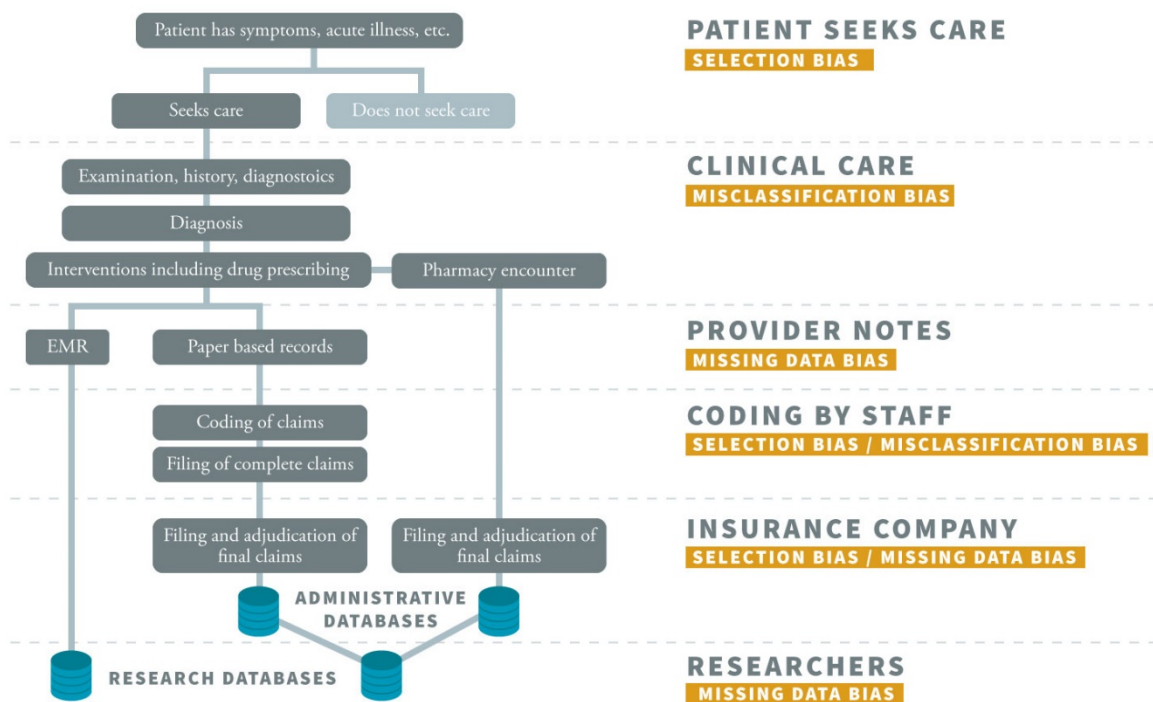 Patient has symptoms, acute illness, etc.
PATIENT SEEKS CARE
SELECTION BIAS
Seeks care
Does not seek care
CLINICAL CARE
MISCLASSIFICATION BIAS
Examination, history, diagnostoics
Diagnosis
Interventions including drug prescribing
Pharmacy encounter
PROVIDER NOTES
MISSING DATA BIAS
EMR
Paper based records
CODING BY STAFF
SELECTION BIAS / MISCLASSIFICATION BIAS
Coding of claims
Filing of complete claims
INSURANCE COMPANY
SELECTION BIAS / MISSING DATA BIAS
Filing and adjudication of
final claims
Filing and adjudication of
final claims
ADMINISTRATIVE
DATABASES
RESEARCH DATABASES
RESEARCHERS
MISSING DATA BIAS